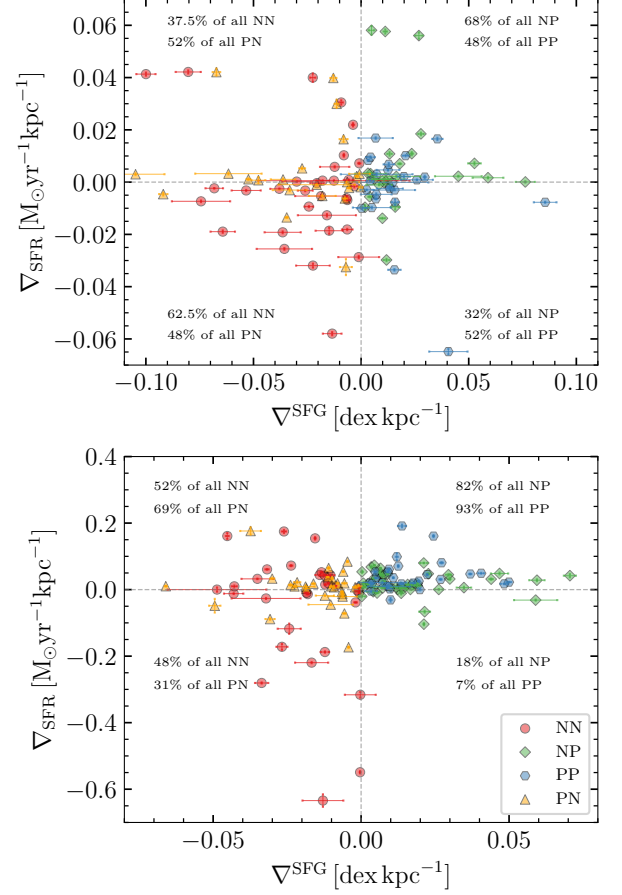 37.5% of all NN
52% of all PN
68% of all NP
48% of all PP
0.06
0.04
0.02
0.00
−0.02
−0.04
−0.06
∇SFR [M⊙yr−1kpc−1]
62.5% of all NN
48% of all PN
32% of all NP
52% of all PP
−0.10
−0.05
0.00
0.05
0.10
∇SFG [dex kpc−1]
0.4
0.2
0.0
−0.2
−0.4
−0.6
∇SFR [M⊙yr−1kpc−1]
52% of all NN
69% of all PN
82% of all NP
93% of all PP
48% of all NN
31% of all PN
18% of all NP
7% of all PP
NN
NP
PP
PN
−0.05
0.00
0.05
∇SFG [dex kpc−1]